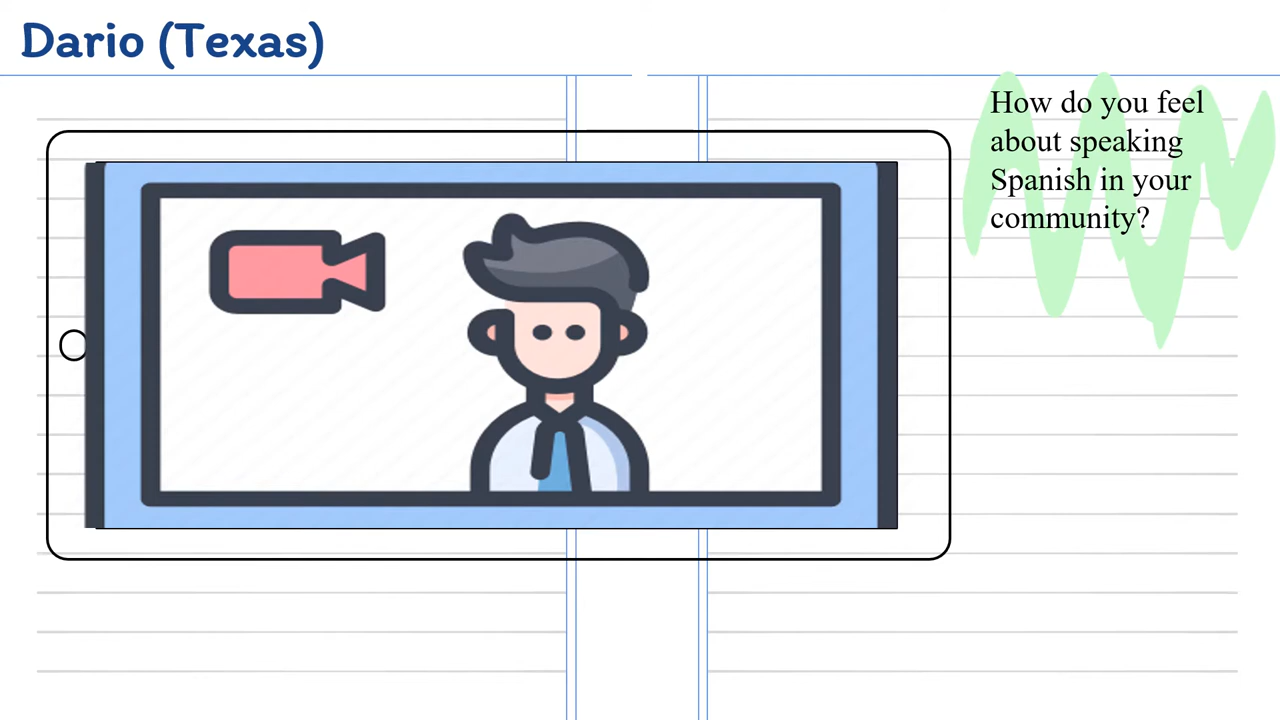 Dario (Texas)
How do you feel
about speaking
Spanish in your
community?